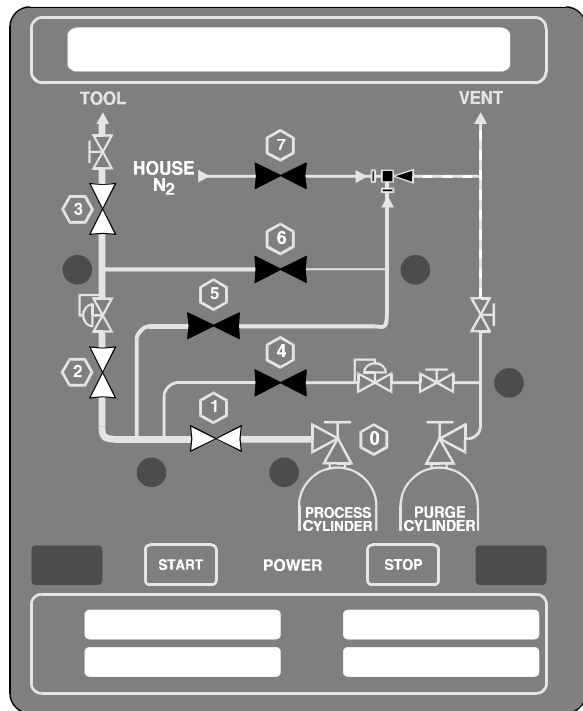 TOOL
VENT
7
HOUSE
N2
3
6
5
2
4
1
0
PROCESS
CYLINDER
PURGE
CYLINDER
START
POWER
STOP